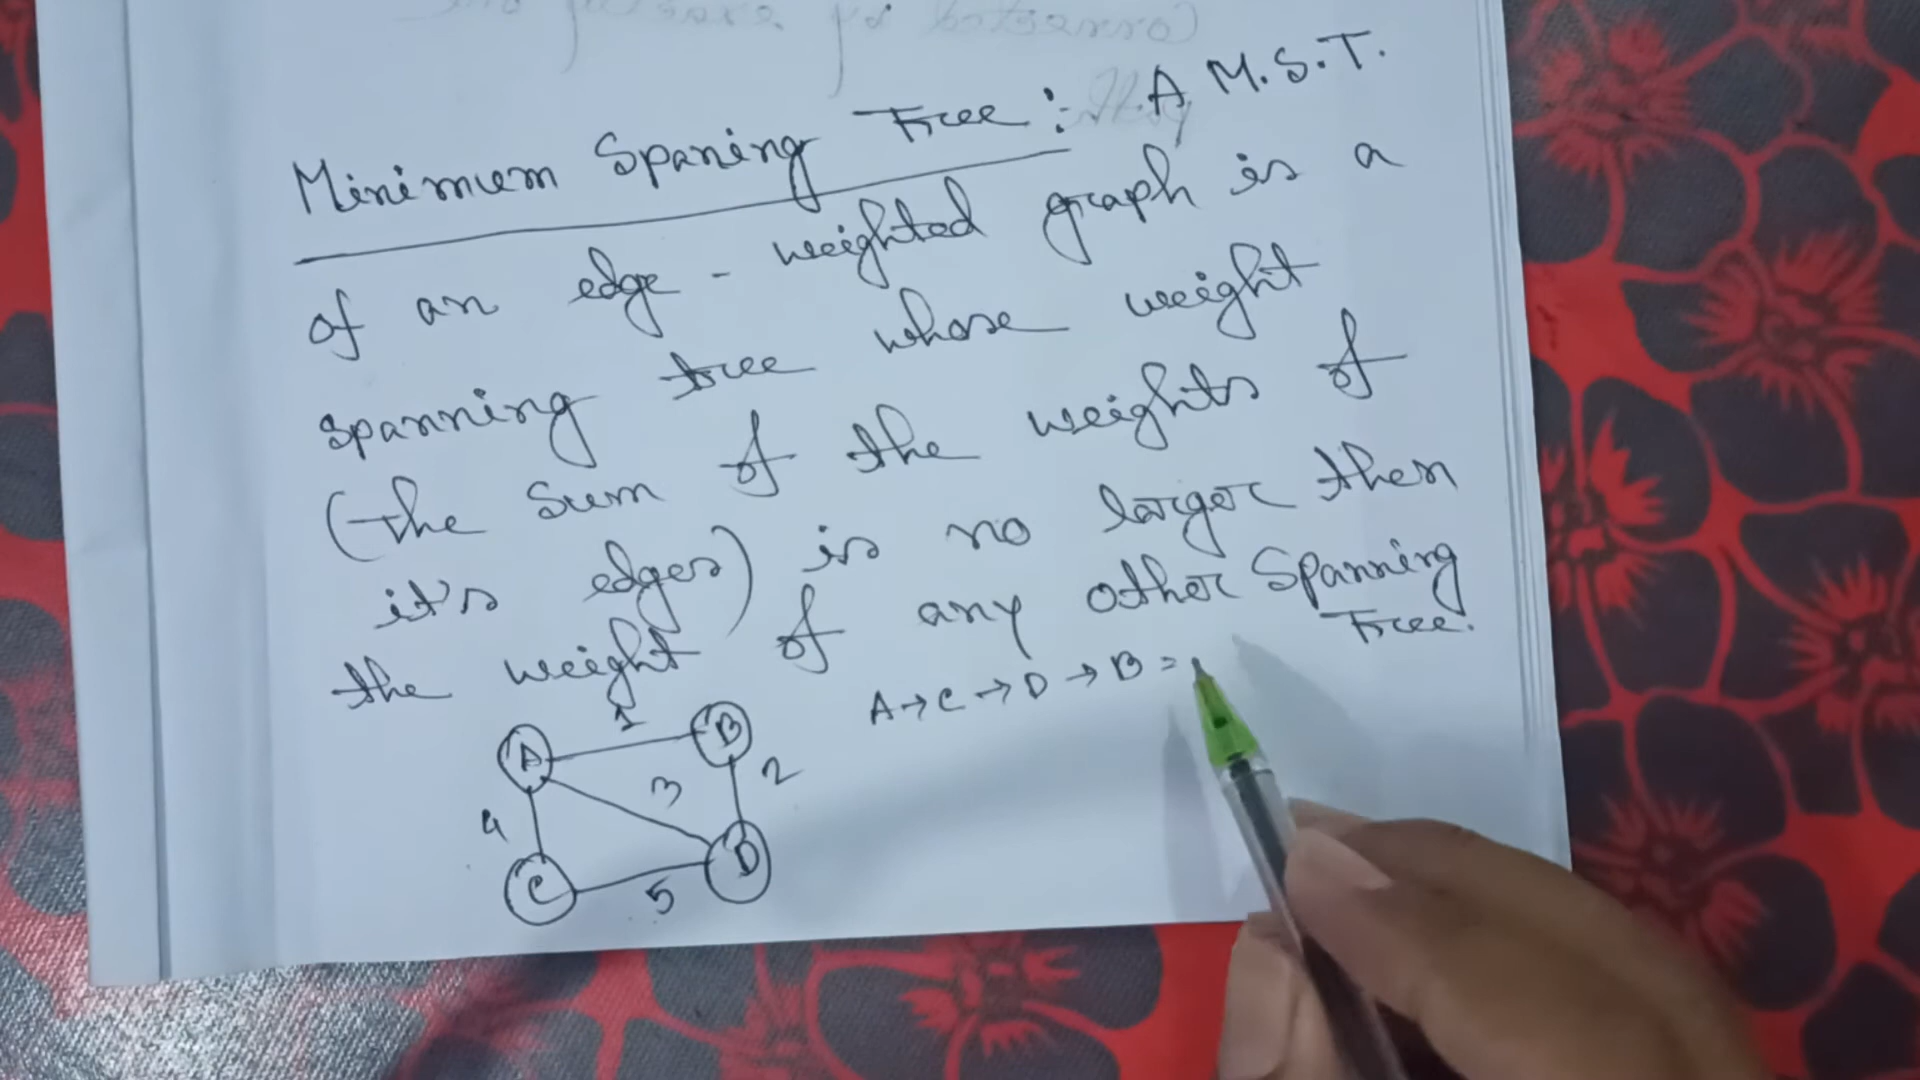 Minimum Spaning Tree : A M.S.T.
of an edge - weighted graph is a
spanning tree whose weight
(the sum of the weights of
it's edges) is no larger then
the weight of any other Spanning
Tree.
A→C→D→B =
1
A B
3 2
4
C D
5